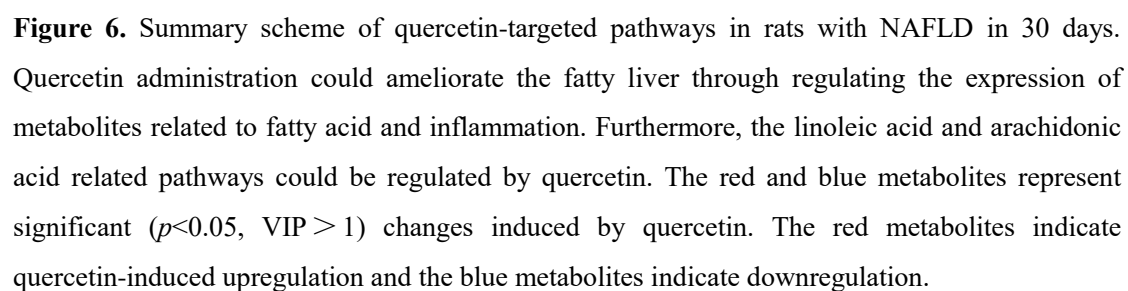 Figure 6. Summary scheme of quercetin-targeted pathways in rats with NAFLD in 30 days.
Quercetin administration could ameliorate the fatty liver through regulating the expression of
metabolites related to fatty acid and inflammation. Furthermore, the linoleic acid and arachidonic
acid related pathways could be regulated by quercetin. The red and blue metabolites represent
significant (p<0.05, VIP＞1) changes induced by quercetin. The red metabolites indicate
quercetin-induced upregulation and the blue metabolites indicate downregulation.